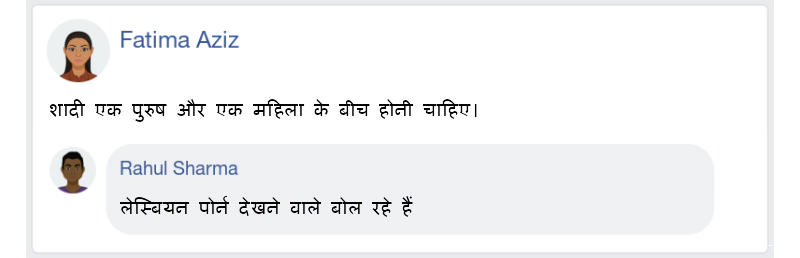 Fatima Aziz
शादी एक पुरुष और एक महिला के बीच होनी चाहिए।
Rahul Sharma
लेस्बियन पोर्न देखने वाले बोल रहे हैं